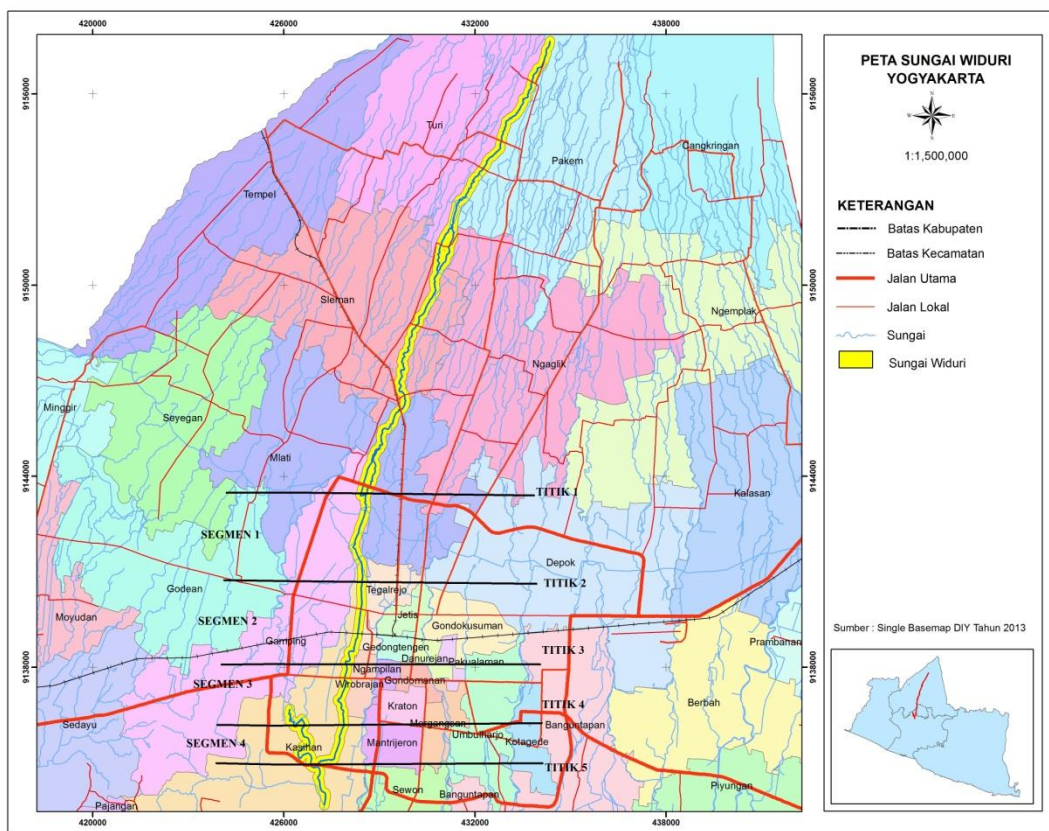 420000
426000
432000
438000
9156000
9150000
9144000
9138000
Turi
Cangkringan
Pakem
Tempel
Sleman
Ngemplak
Ngaglik
Minggir
Seyegan
Mlati
Kalasan
TITIK 1
SEGMEN 1
Depok
TITIK 2
Godean
Tegalrejo
Moyudan
Jetis
SEGMEN 2
Gondokusuman
Gamping
Gedongtengen
TITIK 3
Prambanan
Danurejan
Pakualaman
Ngampilan
SEGMEN 3
Wirobrajan
Gondomanan
Kraton
TITIK 4
Berbah
Sedayu
Mergangsan
Banguntapan
Umbulharjo
SEGMEN 4
Kasihan
Mantrijeron
Kotagede
TITIK 5
Sewon
Banguntapan
Piyungan
Pajangan
420000
426000
432000
438000
PETA SUNGAI WIDURI
YOGYAKARTA
N
W
E
S
1:1,500,000
KETERANGAN
Batas Kabupaten
Batas Kecamatan
Jalan Utama
Jalan Lokal
Sungai
Sungai Widuri
Sumber : Single Basemap DIY Tahun 2013